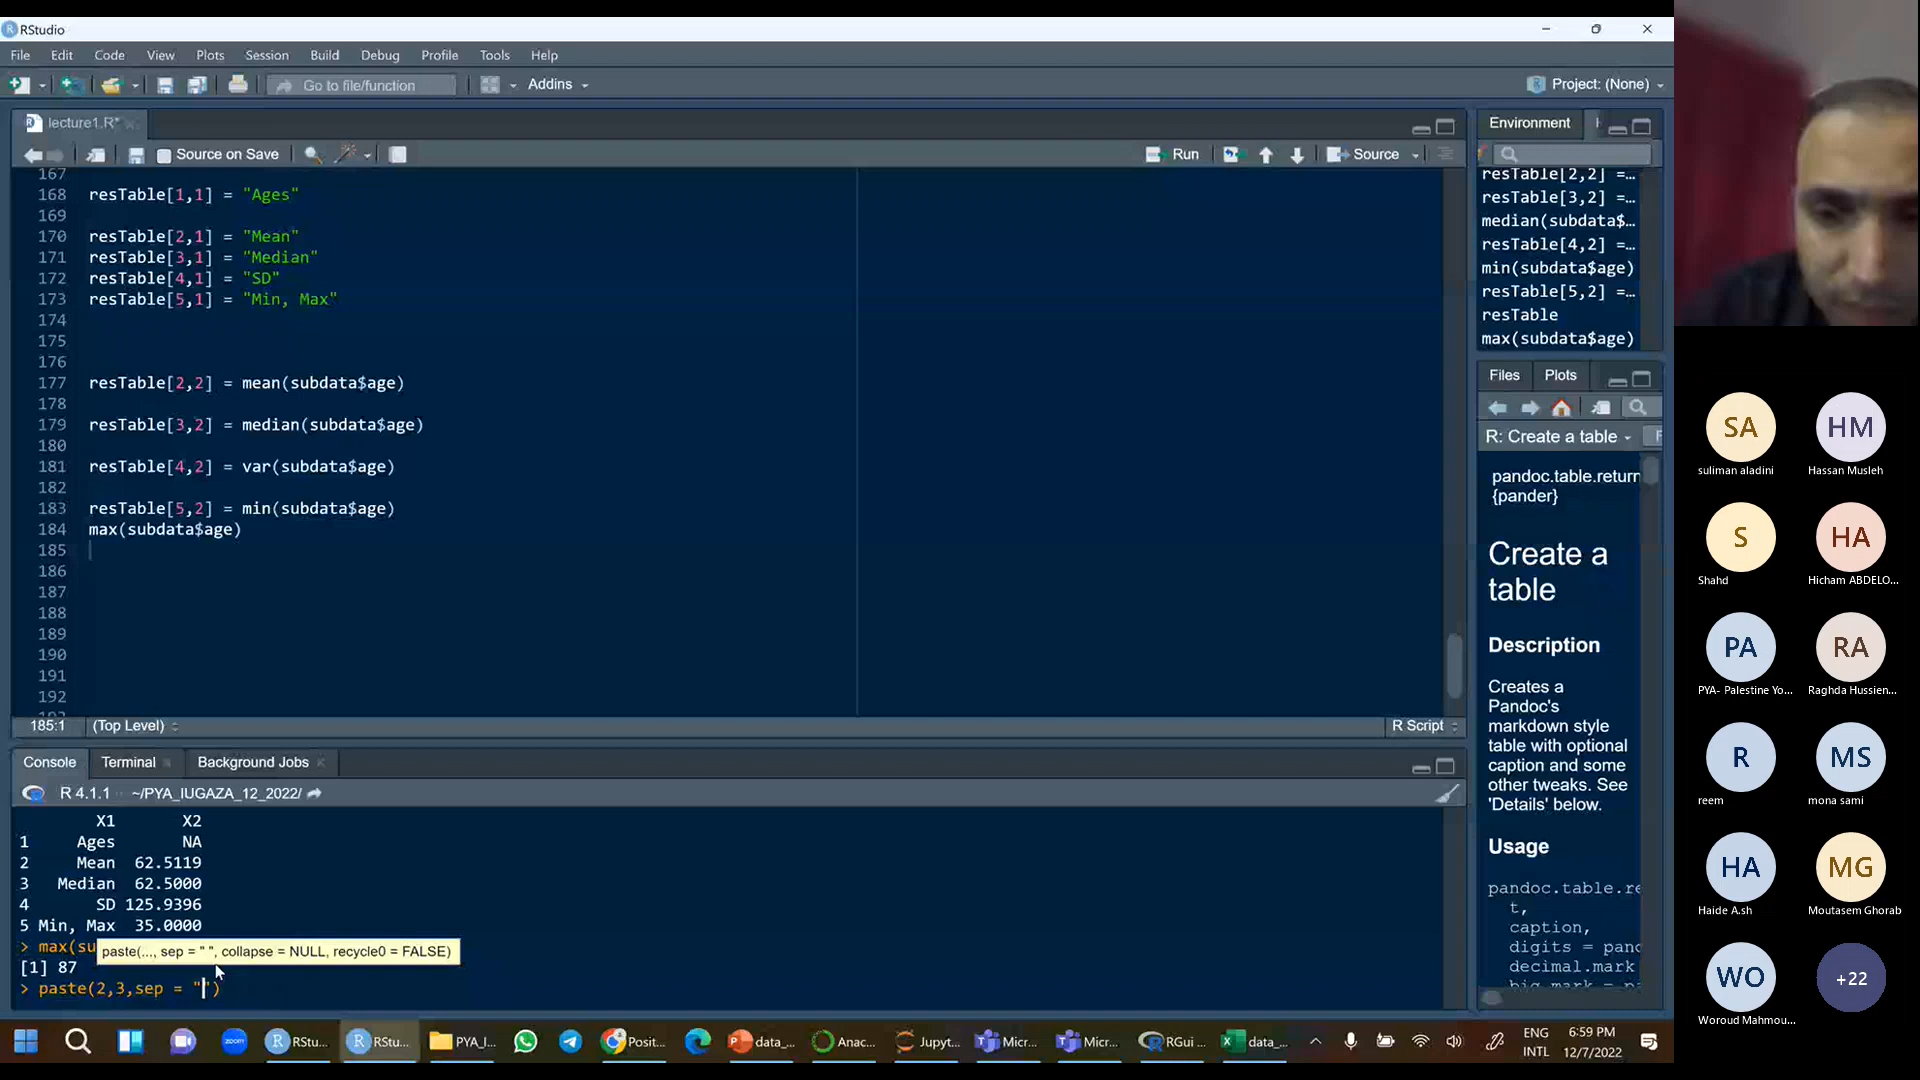 RStudio
File Edit Code View Plots Session Build Debug Profile Tools Help
Go to file/function Addins Project: (None)
lecture1.R*
Source on Save Run Source
167
168 resTable[1,1] = "Ages"
169
170 resTable[2,1] = "Mean"
171 resTable[3,1] = "Median"
172 resTable[4,1] = "SD"
173 resTable[5,1] = "Min, Max"
174
175
176
177 resTable[2,2] = mean(subdata$age)
178
179 resTable[3,2] = median(subdata$age)
180
181 resTable[4,2] = var(subdata$age)
182
183 resTable[5,2] = min(subdata$age)
184 max(subdata$age)
185
186
187
188
189
190
191
192
185:1 (Top Level) R Script
Console Terminal Background Jobs
R 4.1.1 · ~/PYA_IUGAZA_12_2022/
X1 X2
1 Ages NA
2 Mean 62.5119
3 Median 62.5000
4 SD 125.9396
5 Min, Max 35.0000
> max(su
paste(..., sep = " ", collapse = NULL, recycle0 = FALSE)
[1] 87
> paste(2,3,sep = "")
Environment
resTable[2,2] =…
resTable[3,2] =…
median(subdata$…
resTable[4,2] =…
min(subdata$age)
resTable[5,2] =…
resTable
max(subdata$age)
Files Plots
R: Create a table
pandoc.table.return
{pander}
Create a
table
Description
Creates a
Pandoc's
markdown style
table with optional
caption and some
other tweaks. See
'Details' below.
Usage
pandoc.table.re
t,
caption,
digits = pand
decimal.mark
big.mark = pa
SA HM
suliman aladini Hassan Musleh
S HA
Shahd Hicham ABDELO...
PA RA
PYA- Palestine Yo... Raghda Hussien...
R MS
reem mona sami
HA MG
Haide A.sh Moutasem Ghorab
WO +22
Woroud Mahmou...
zoom RStu... RStu... PYA_I... Posit... data_... Anac... Jupyt... Micr... Micr... RGui ... data_...
ENG
INTL
6:59 PM
12/7/2022